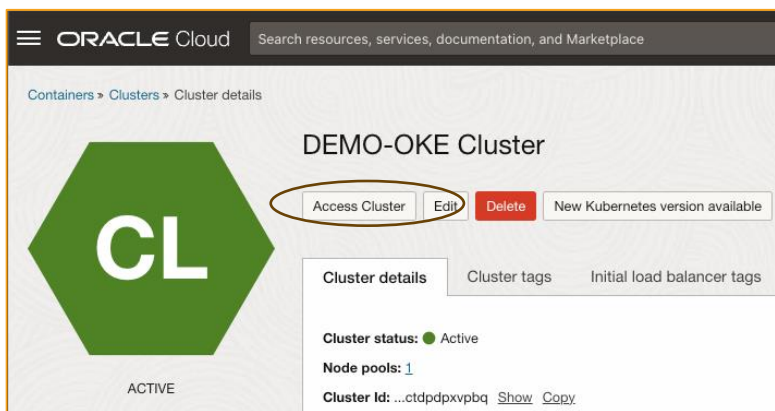 ORACLE Cloud Search resources, services, documentation, and Marketplace
Containers » Clusters » Cluster details
DEMO-OKE Cluster
Access Cluster Edit Delete New Kubernetes version available
CL
Cluster details Cluster tags Initial load balancer tags
Cluster status: Active
Node pools: 1
ACTIVE
Cluster Id: ...ctdpdpxvpbq Show Copy